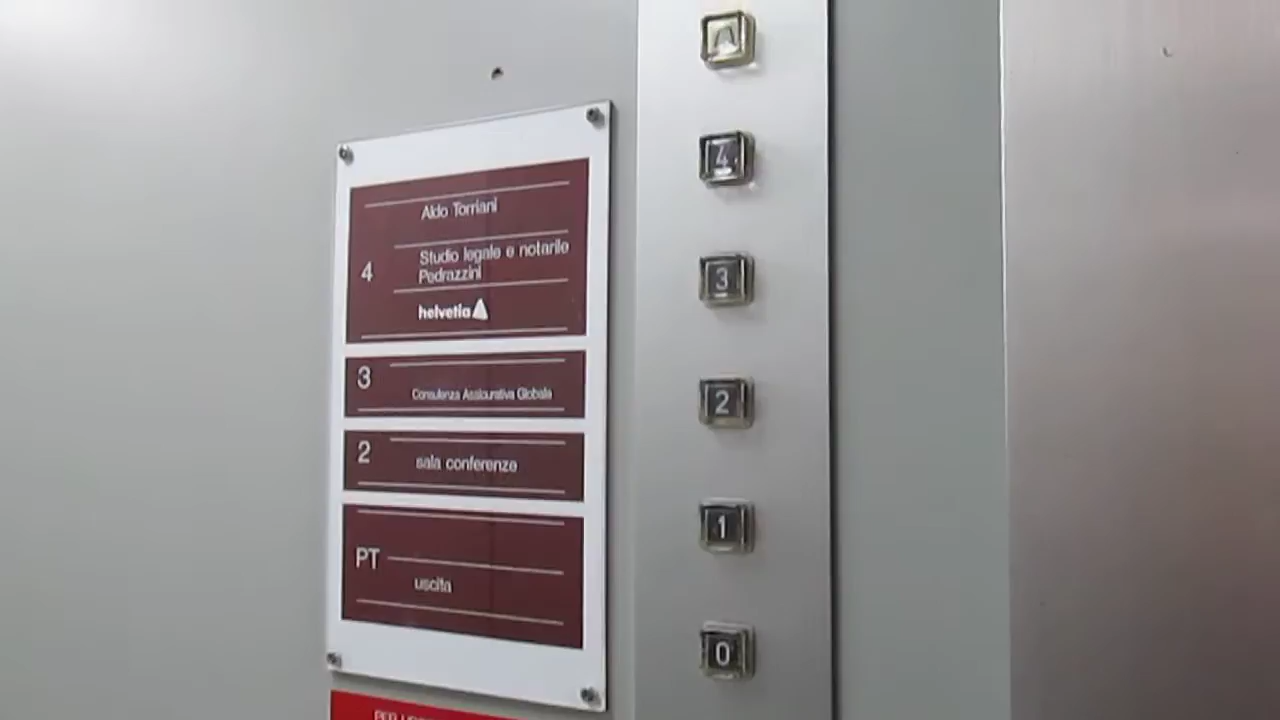 4
Aldo Torriani
Studio legale e notarile
Pedrazzini
helvetia
3
Consulenza Assicurativa Globale
2
sala conferenze
PT
uscita
4
3
2
1
0